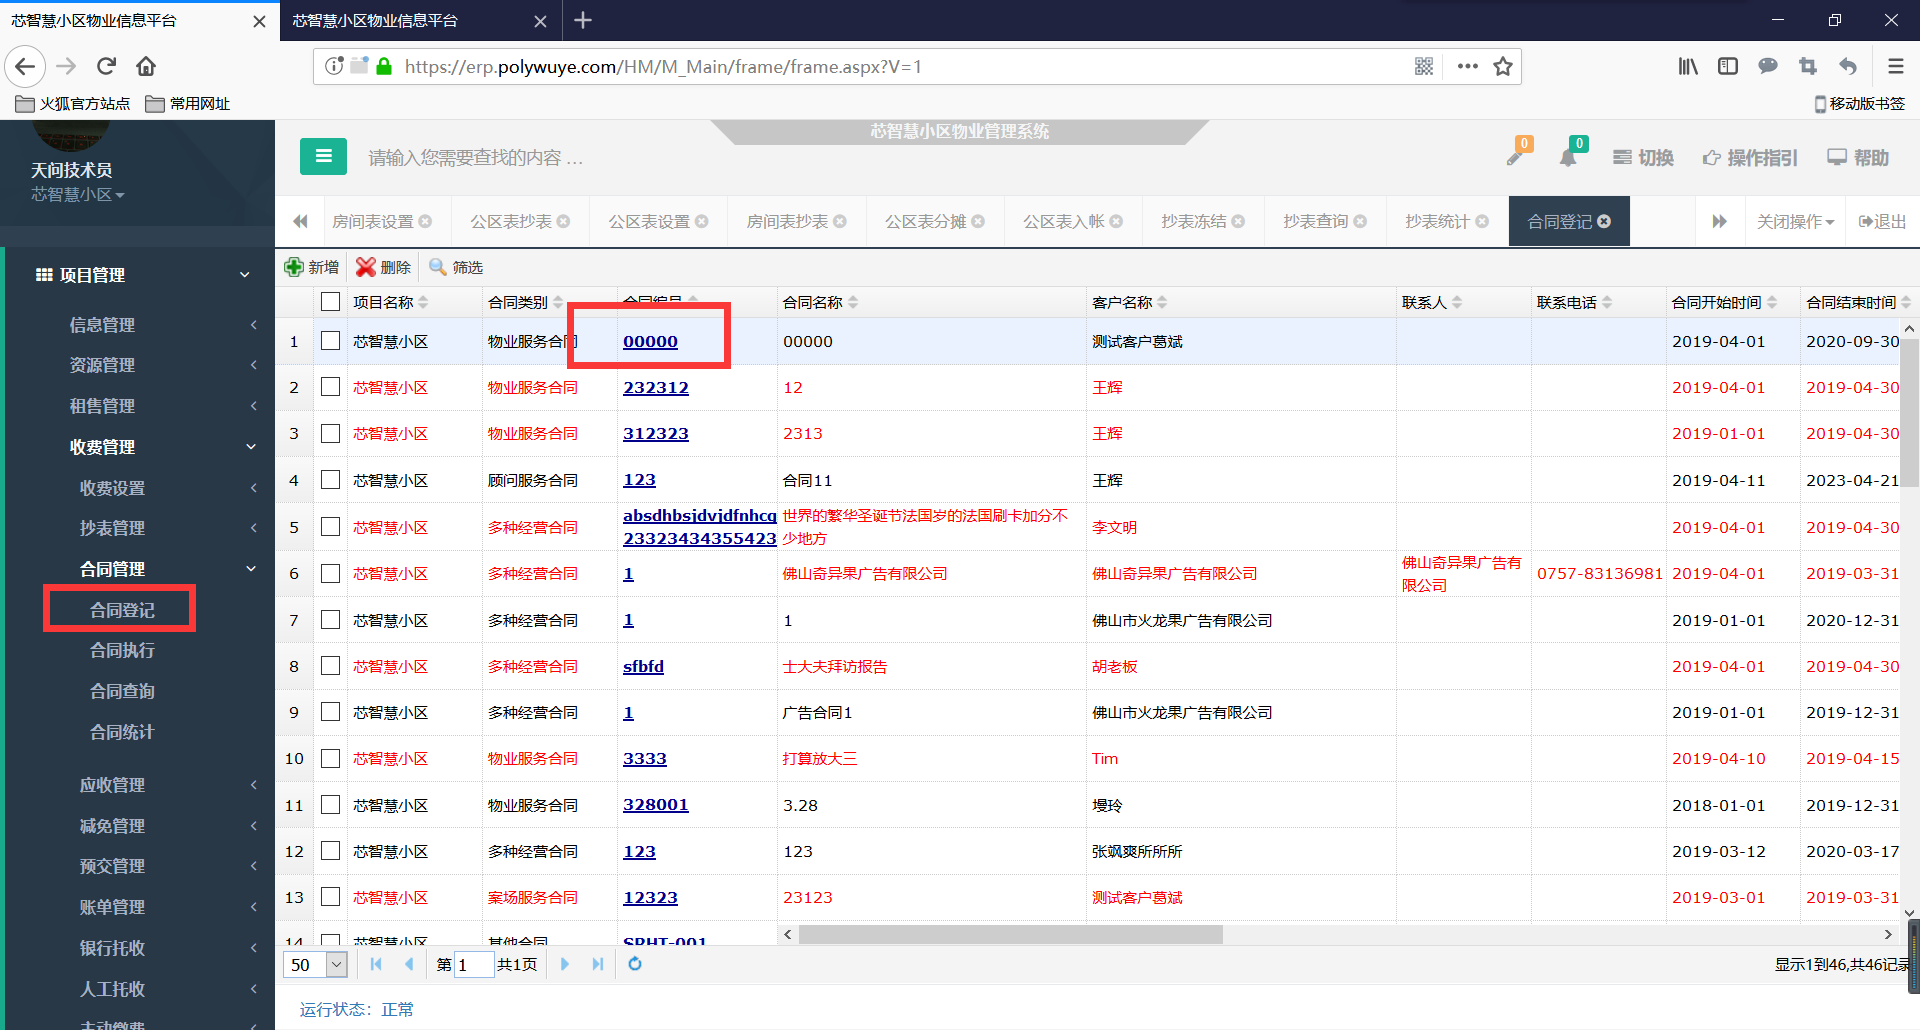 芯智慧小区物业信息平台
芯智慧小区物业信息平台
https://erp.polywuye.com/HM/M_Main/frame/frame.aspx?V=1
火狐官方站点 常用网址
移动版书签
天问技术员
芯智慧小区
芯智慧小区物业管理系统
请输入您需要查找的内容 ...
0
0
切换 操作指引 帮助
房间表设置 公区表抄表 公区表设置 房间表抄表 公区表分摊 公区表入帐 抄表冻结 抄表查询 抄表统计 合同登记 关闭操作 退出
项目管理
信息管理
资源管理
租售管理
收费管理
收费设置
抄表管理
合同管理
合同登记
合同执行
合同查询
合同统计
应收管理
减免管理
预交管理
账单管理
银行托收
人工托收
主动缴费
新增 删除 筛选
项目名称 合同类别 合同编号 合同名称 客户名称 联系人 联系电话 合同开始时间 合同结束时间
1 芯智慧小区 物业服务合同 00000 00000 测试客户葛斌 2019-04-01 2020-09-30
2 芯智慧小区 物业服务合同 232312 12 王辉 2019-04-01 2019-04-30
3 芯智慧小区 物业服务合同 312323 2313 王辉 2019-01-01 2019-04-30
4 芯智慧小区 顾问服务合同 123 合同11 王辉 2019-04-11 2023-04-21
5 芯智慧小区 多种经营合同 absdhbsjdvjdfnhcq 23323434355423 世界的繁华圣诞节法国岁的法国刷卡加分不少地方 李文明 2019-04-01 2019-04-30
6 芯智慧小区 多种经营合同 1 佛山奇异果广告有限公司 佛山奇异果广告有限公司 佛山奇异果广告有限公司 0757-83136981 2019-04-01 2019-03-31
7 芯智慧小区 多种经营合同 1 1 佛山市火龙果广告有限公司 2019-01-01 2020-12-31
8 芯智慧小区 多种经营合同 sfbfd 士大夫拜访报告 胡老板 2019-04-01 2019-04-30
9 芯智慧小区 多种经营合同 1 广告合同1 佛山市火龙果广告有限公司 2019-01-01 2019-12-31
10 芯智慧小区 物业服务合同 3333 打算放大三 Tim 2019-04-10 2019-04-15
11 芯智慧小区 物业服务合同 328001 3.28 墁玲 2018-01-01 2019-12-31
12 芯智慧小区 多种经营合同 123 123 张飒爽所所所 2019-03-12 2020-03-17
13 芯智慧小区 案场服务合同 12323 23123 测试客户葛斌 2019-03-01 2019-03-31
14 芯智慧小区 其他合同 SPHT-001
50 第 1 共1页
显示1到46,共46记录
运行状态：正常